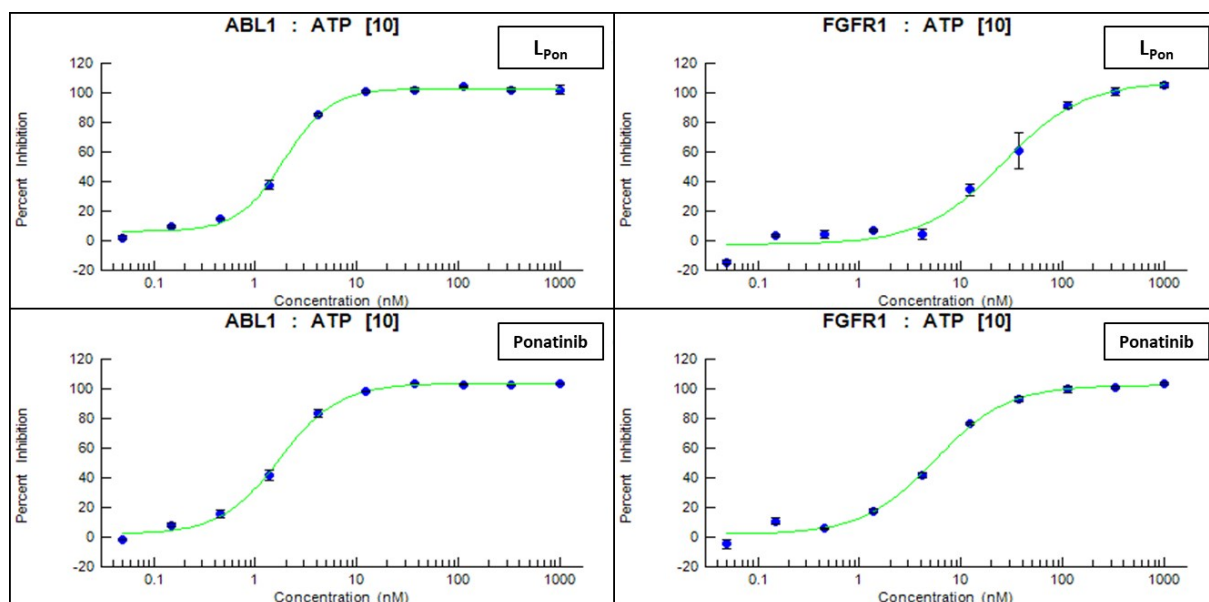 ABL1 : ATP [10]
L_Pon
Percent Inhibition
120
100
80
60
40
20
0
-20
0.1 1 10 100 1000
Concentration (nM)
FGFR1 : ATP [10]
L_Pon
Percent Inhibition
120
100
80
60
40
20
0
-20
0.1 1 10 100 1000
Concentration (nM)
ABL1 : ATP [10]
Ponatinib
Percent Inhibition
120
100
80
60
40
20
0
-20
0.1 1 10 100 1000
Concentration (nM)
FGFR1 : ATP [10]
Ponatinib
Percent Inhibition
120
100
80
60
40
20
0
-20
0.1 1 10 100 1000
Concentration (nM)